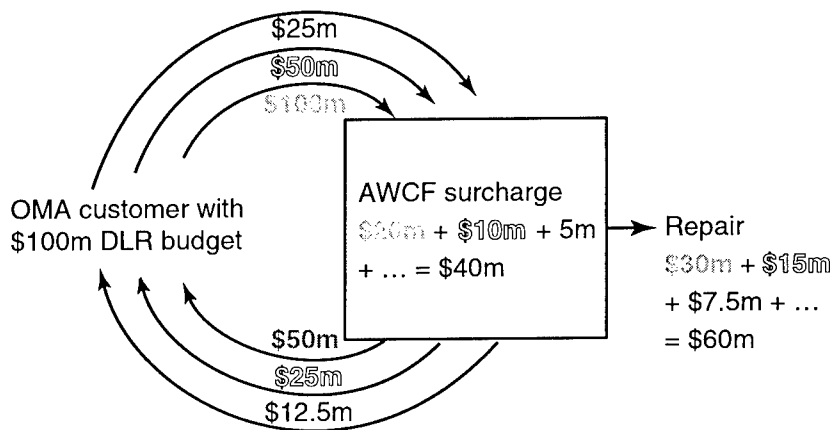 $25m
$50m
$100m
OMA customer with
$100m DLR budget
AWCF surcharge
$20m + $10m + 5m
+ ... = $40m
Repair
$30m + $15m
+ $7.5m + ...
= $60m
$50m
$25m
$12.5m